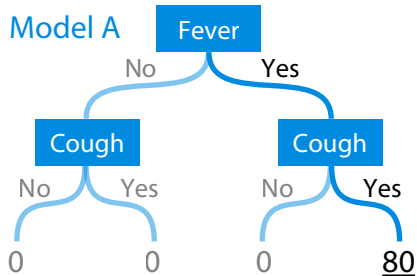 Model A
Fever
No Yes
Cough Cough
No Yes No Yes
0 0 0 80